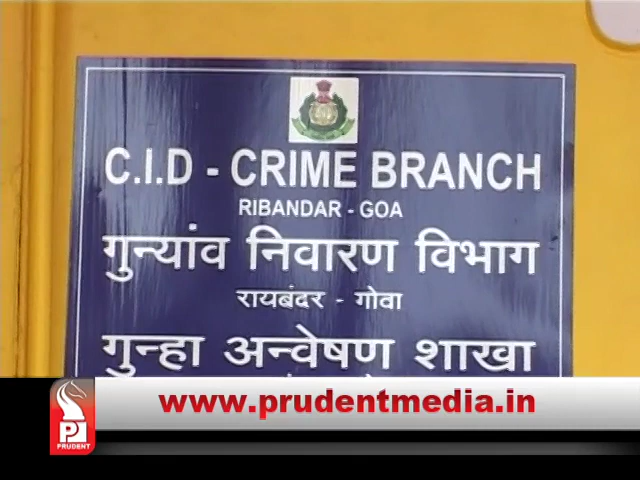 C.I.D - CRIME BRANCH
RIBANDAR - GOA
गुन्यांव निवारण विभाग
रायबंदर - गोवा
गुन्हा अन्वेषण शाखा
www.prudentmedia.in
PRUDENT